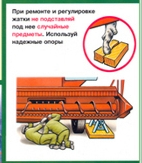 При ремонте и регулировке
жатки не подставляй
под нее случайные
предметы. Используй
надежные опоры